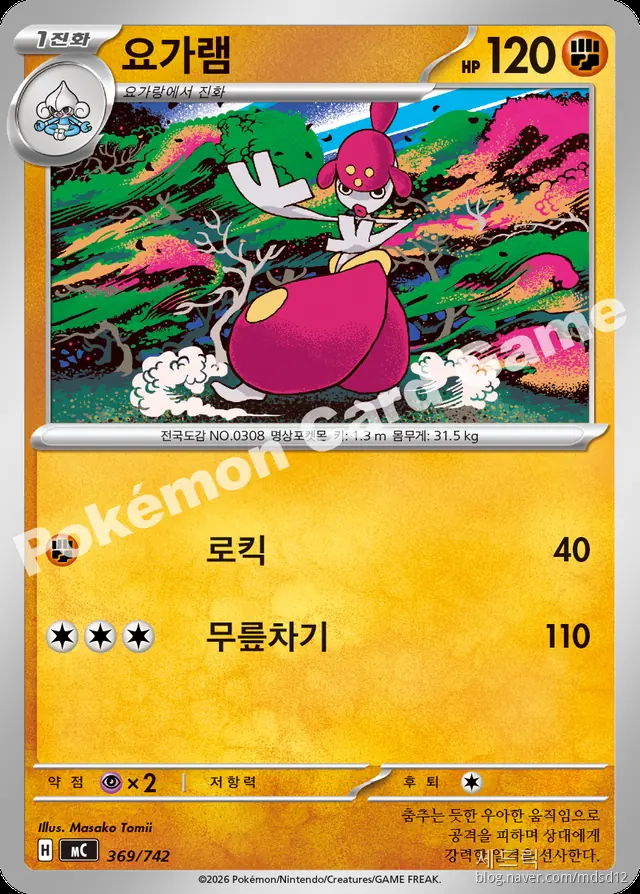 1진화 요가램 HP 120
요가랑에서 진화
전국도감 NO.0308 명상포켓몬 키: 1.3 m 몸무게: 31.5 kg
Pokémon Card Game
로킥 40
무릎차기 110
약점 ×2 저항력 후퇴
Illus. Masako Tomii
춤추는 듯한 우아한 움직임으로
공격을 피하며 상대에게
강력한 일 선사한다.
H MC 369/742
세드릭
blog.naver.com/mdsd12
©2026 Pokémon/Nintendo/Creatures/GAME FREAK.